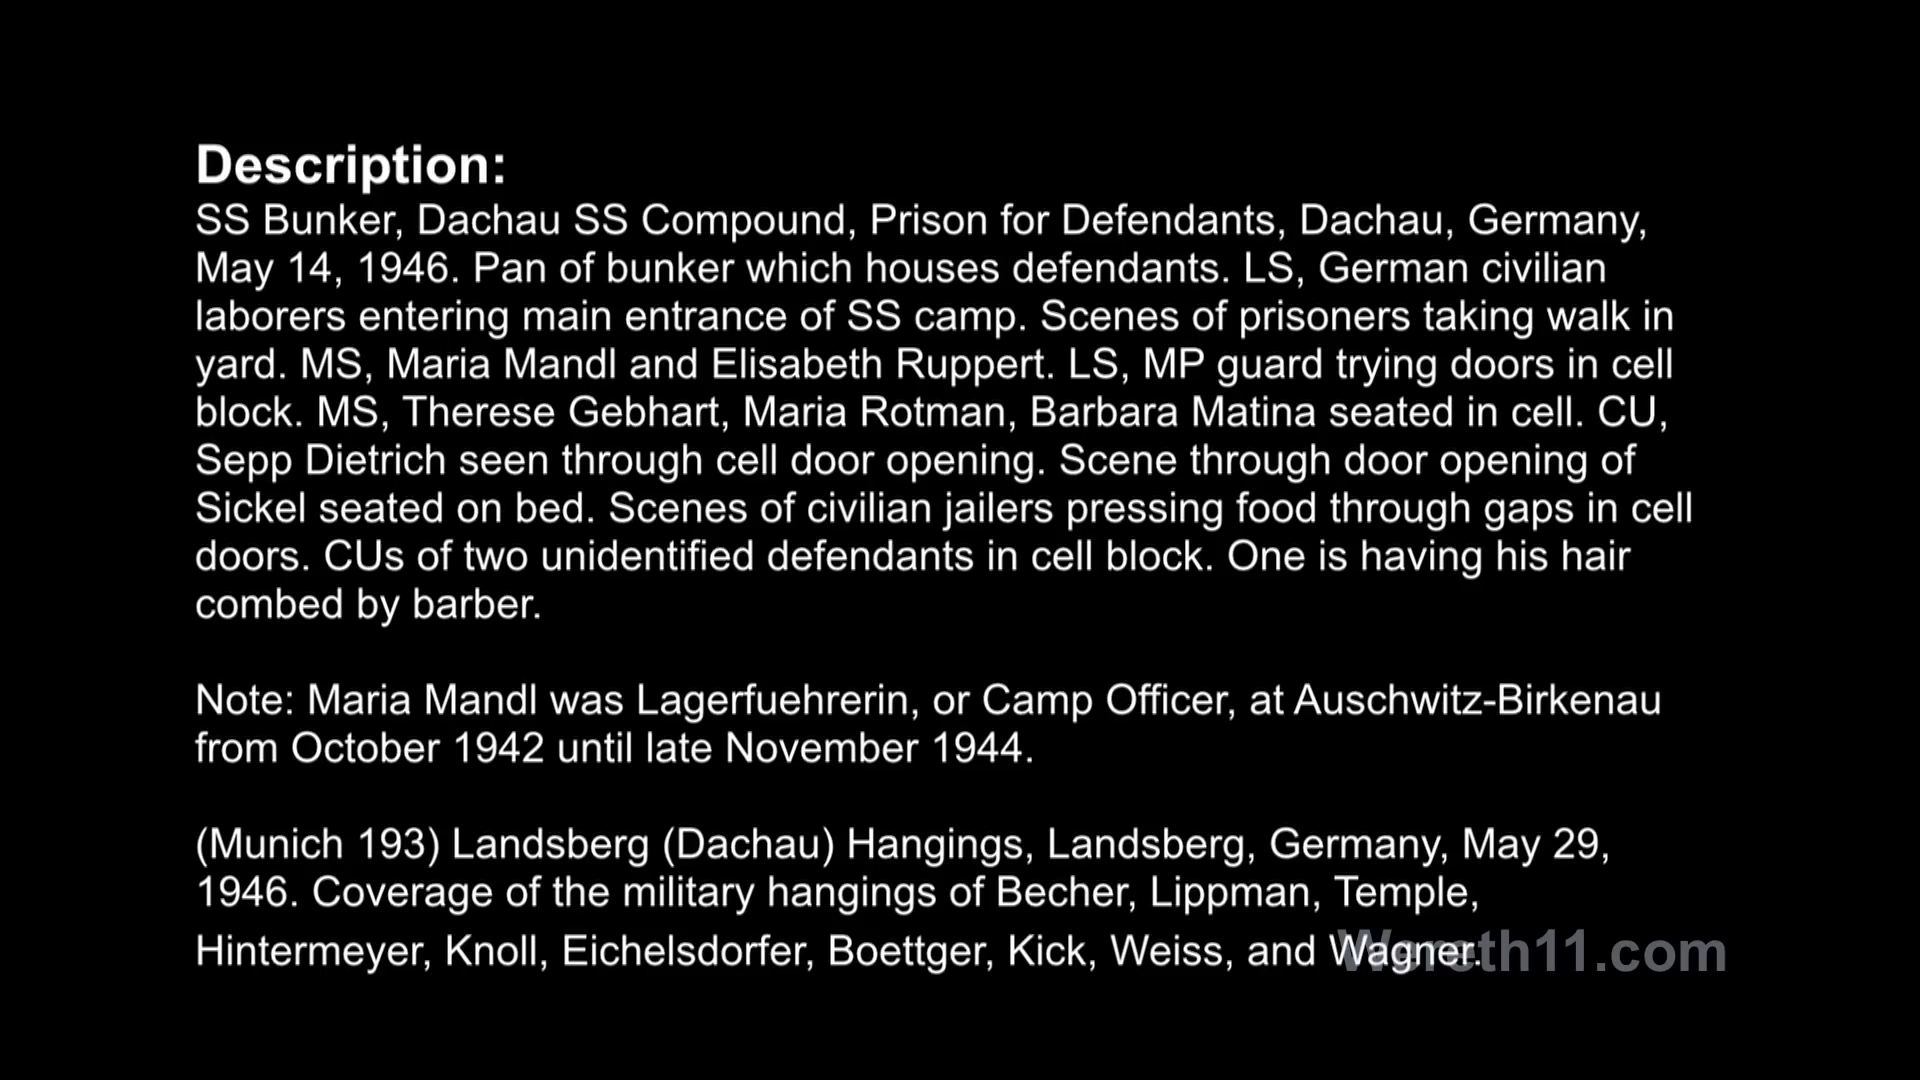 Description:
SS Bunker, Dachau SS Compound, Prison for Defendants, Dachau, Germany,
May 14, 1946. Pan of bunker which houses defendants. LS, German civilian
laborers entering main entrance of SS camp. Scenes of prisoners taking walk in
yard. MS, Maria Mandl and Elisabeth Ruppert. LS, MP guard trying doors in cell
block. MS, Therese Gebhart, Maria Rotman, Barbara Matina seated in cell. CU,
Sepp Dietrich seen through cell door opening. Scene through door opening of
Sickel seated on bed. Scenes of civilian jailers pressing food through gaps in cell
doors. CUs of two unidentified defendants in cell block. One is having his hair
combed by barber.
Note: Maria Mandl was Lagerfuehrerin, or Camp Officer, at Auschwitz-Birkenau
from October 1942 until late November 1944.
(Munich 193) Landsberg (Dachau) Hangings, Landsberg, Germany, May 29,
1946. Coverage of the military hangings of Becher, Lippman, Temple,
Hintermeyer, Knoll, Eichelsdorfer, Boettger, Kick, Weiss, and Wagner.
Wereth11.com